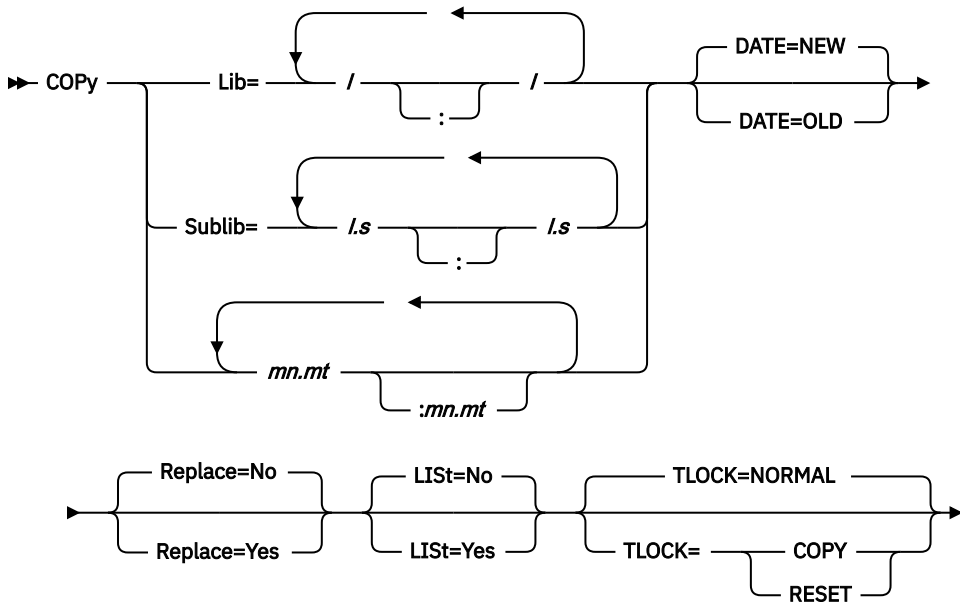 DATE=NEW
COPy Lib= l l
: DATE=OLD
Sublib= l.s l.s
:
mn.mt
:mn.mt
Replace=No LISt=No TLOCK=NORMAL
Replace=Yes LISt=Yes TLOCK= COPY
RESET